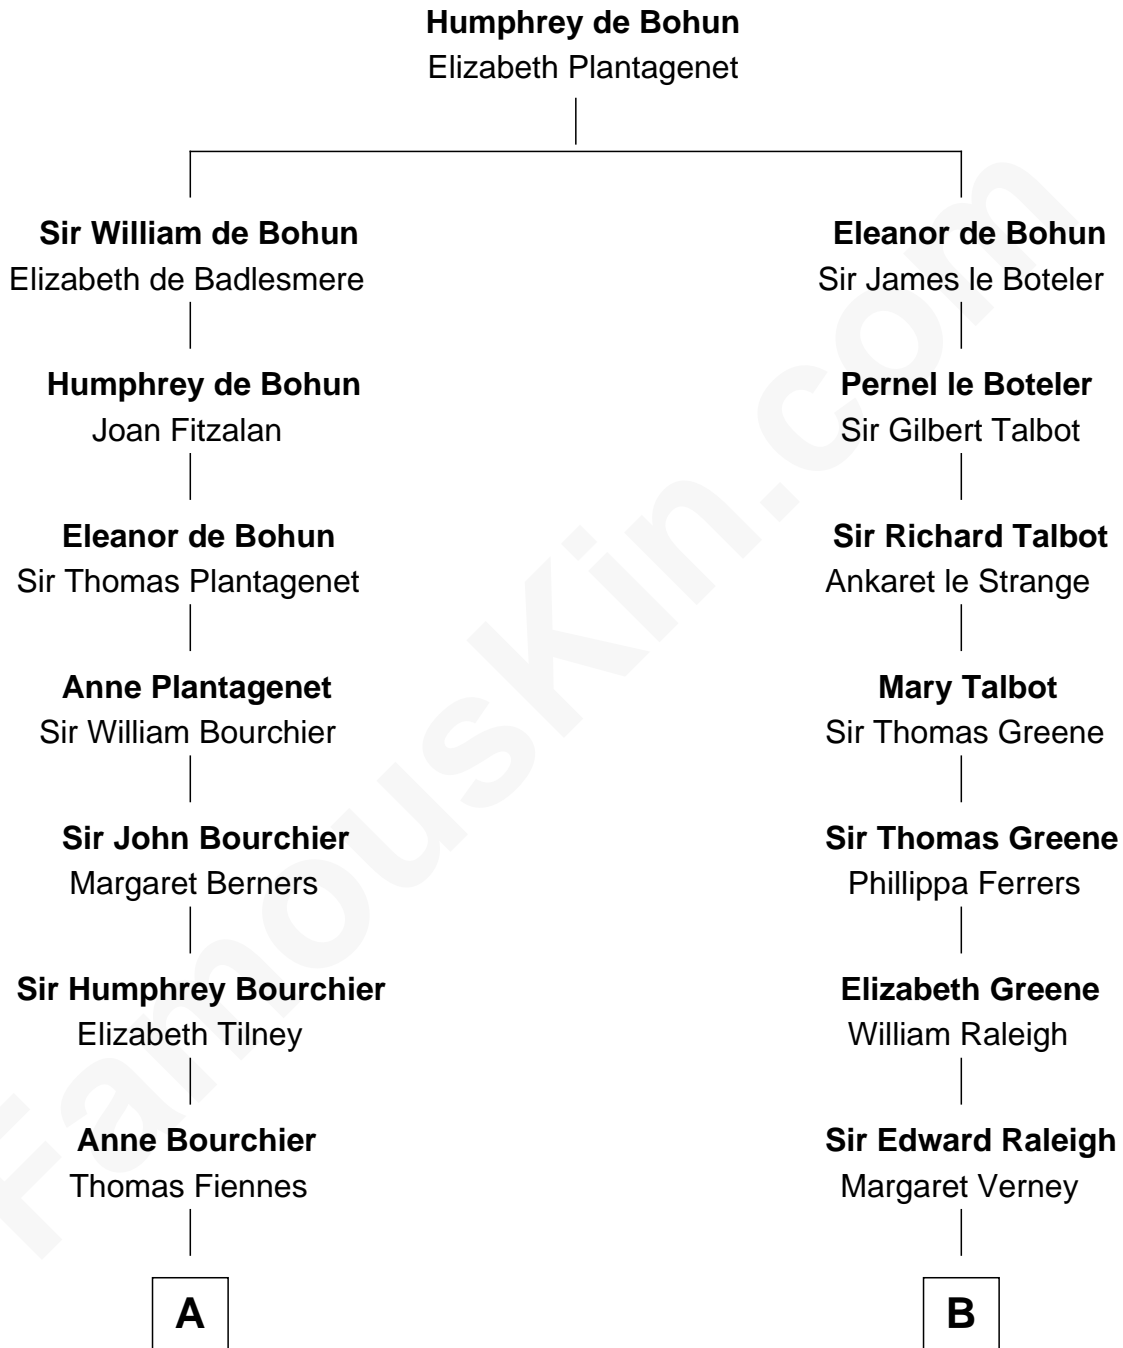 Humphrey de Bohun
Elizabeth Plantagenet
Sir William de Bohun
Elizabeth de Badlesmere
Humphrey de Bohun
Joan Fitzalan
Eleanor de Bohun
Sir Thomas Plantagenet
Anne Plantagenet
Sir William Bourchier
Sir John Bourchier
Margaret Berners
Sir Humphrey Bourchier
Elizabeth Tilney
Anne Bourchier
Thomas Fiennes
A
Eleanor de Bohun
Sir James le Boteler
Pernel le Boteler
Sir Gilbert Talbot
Sir Richard Talbot
Ankaret le Strange
Mary Talbot
Sir Thomas Greene
Sir Thomas Greene
Phillippa Ferrers
Elizabeth Greene
William Raleigh
Sir Edward Raleigh
Margaret Verney
B
FamousKin.com